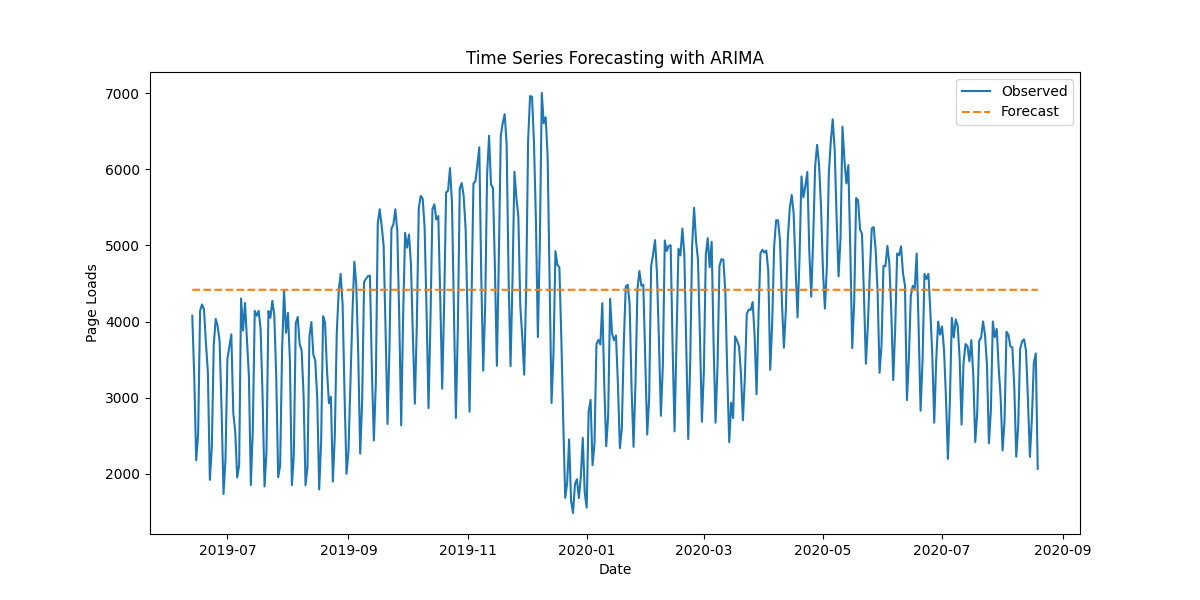 Time Series Forecasting with ARIMA
Observed
Forecast
7000
6000
5000
4000
3000
2000
Page Loads
2019-07 2019-09 2019-11 2020-01 2020-03 2020-05 2020-07 2020-09
Date